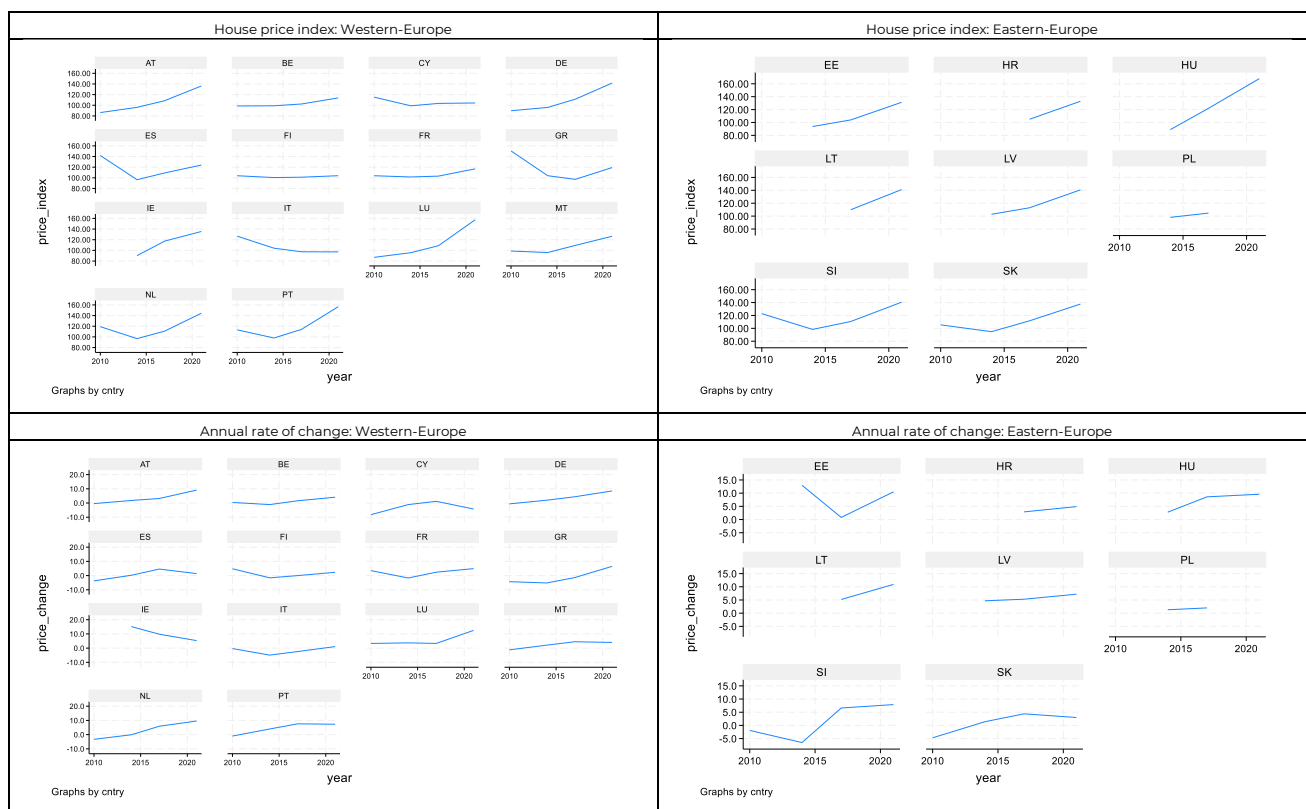 House price index: Western-Europe
price_index
AT BE CY DE
160.00
140.00
120.00
100.00
80.00
ES FI FR GR
160.00
140.00
120.00
100.00
80.00
IE IT LU MT
160.00
140.00
120.00
100.00
80.00
2010 2015 2020 2010 2015 2020
NL PT
160.00
140.00
120.00
100.00
80.00
2010 2015 2020 2010 2015 2020
year
Graphs by cntry
House price index: Eastern-Europe
price_index
EE HR HU
160.00
140.00
120.00
100.00
80.00
LT LV PL
160.00
140.00
120.00
100.00
80.00
2010 2015 2020
SI SK
160.00
140.00
120.00
100.00
80.00
2010 2015 2020 2010 2015 2020
year
Graphs by cntry
Annual rate of change: Western-Europe
price_change
AT BE CY DE
20.0
10.0
0.0
-10.0
ES FI FR GR
20.0
10.0
0.0
-10.0
IE IT LU MT
20.0
10.0
0.0
-10.0
2010 2015 2020 2010 2015 2020
NL PT
20.0
10.0
0.0
-10.0
2010 2015 2020 2010 2015 2020
year
Graphs by cntry
Annual rate of change: Eastern-Europe
price_change
EE HR HU
15.0
10.0
5.0
0.0
-5.0
LT LV PL
15.0
10.0
5.0
0.0
-5.0
2010 2015 2020
SI SK
15.0
10.0
5.0
0.0
-5.0
2010 2015 2020 2010 2015 2020
year
Graphs by cntry